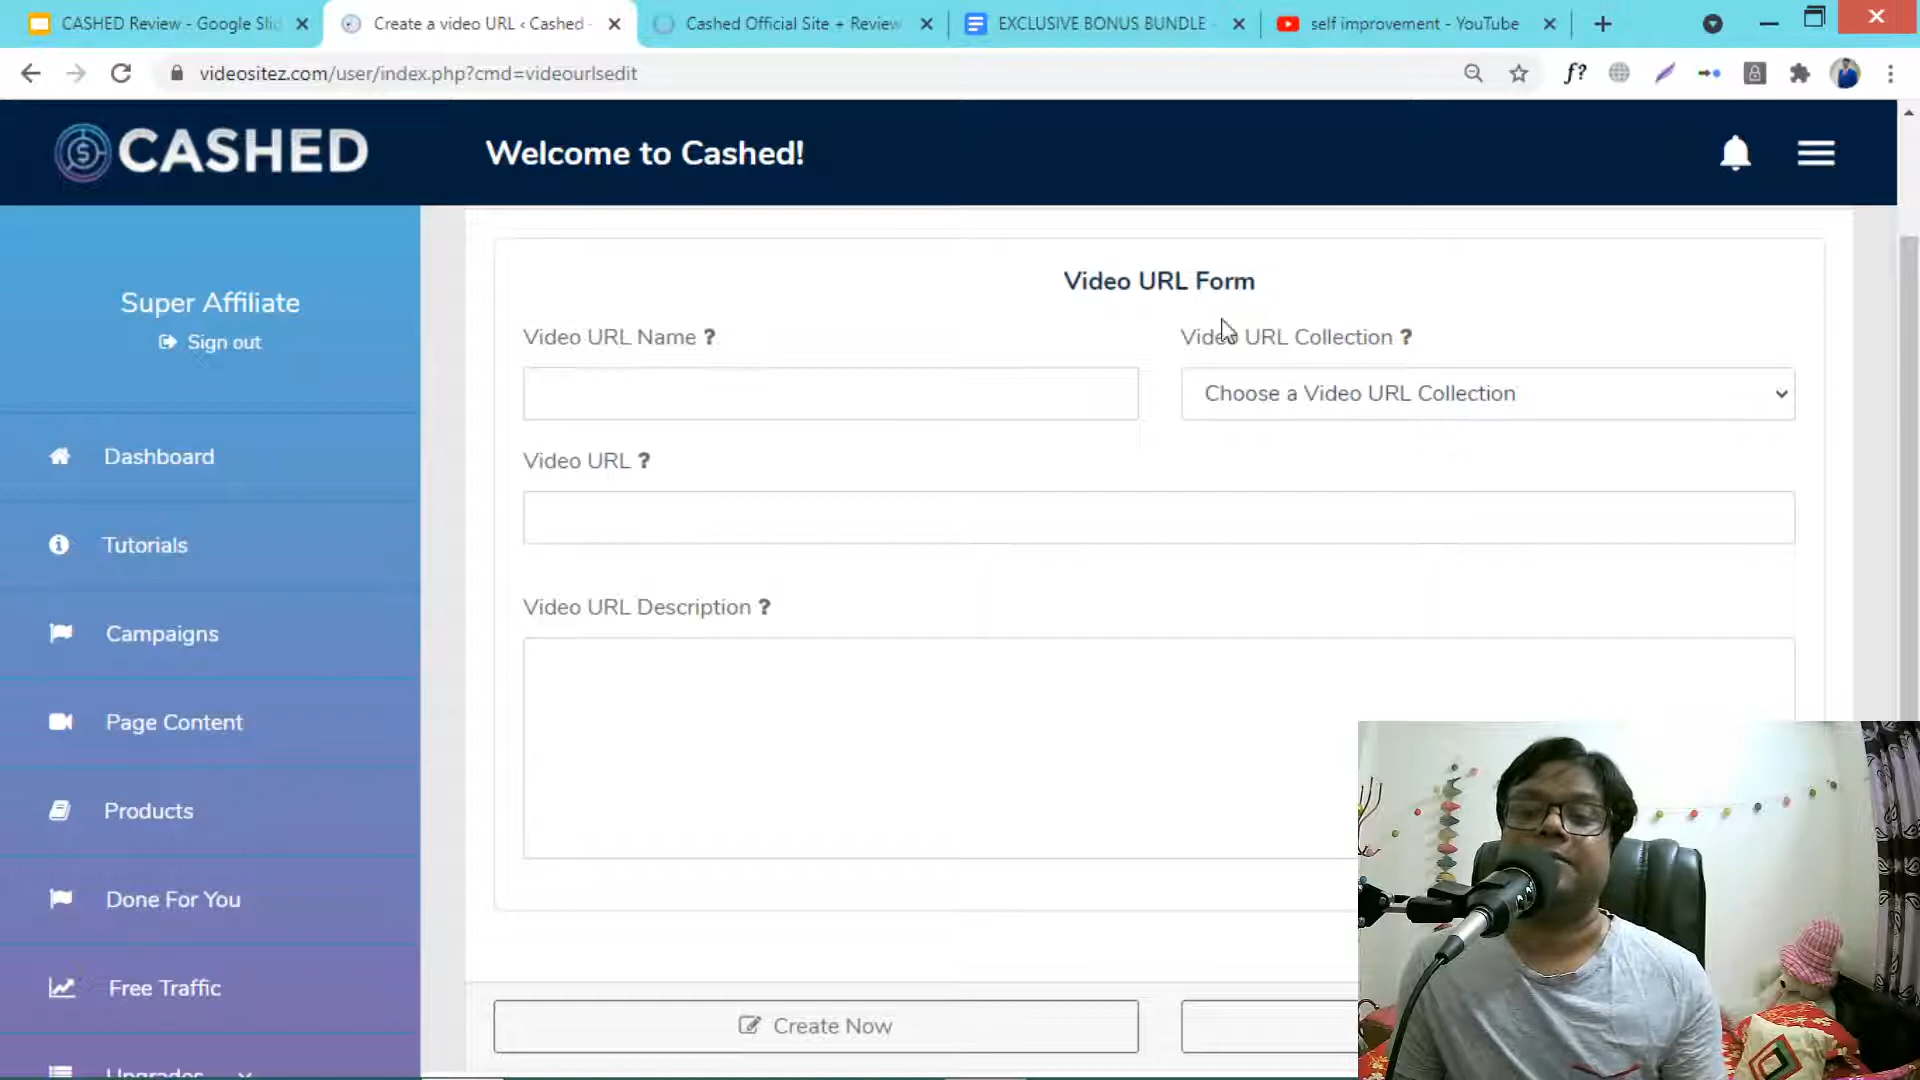 CASHED Review - Google Slid
Create a video URL ‹ Cashed -
Cashed Official Site + Review
EXCLUSIVE BONUS BUNDLE -
self improvement - YouTube
videositez.com/user/index.php?cmd=videourlsedit
f?
CASHED
Welcome to Cashed!
Super Affiliate
Sign out
Dashboard
Tutorials
Campaigns
Page Content
Products
Done For You
Free Traffic
Upgrades
Video URL Form
Video URL Name ?
Video URL Collection ?
Choose a Video URL Collection
Video URL ?
Video URL Description ?
Create Now